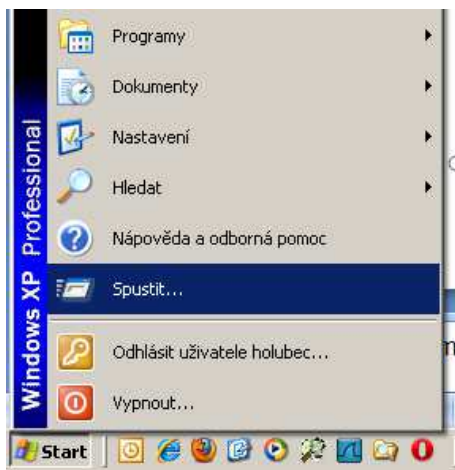 Programy
Dokumenty
Nastavení
Hledat
Nápověda a odborná pomoc
Spustit...
Odhlásit uživatele holubec...
Vypnout...
Windows XP Professional
Start